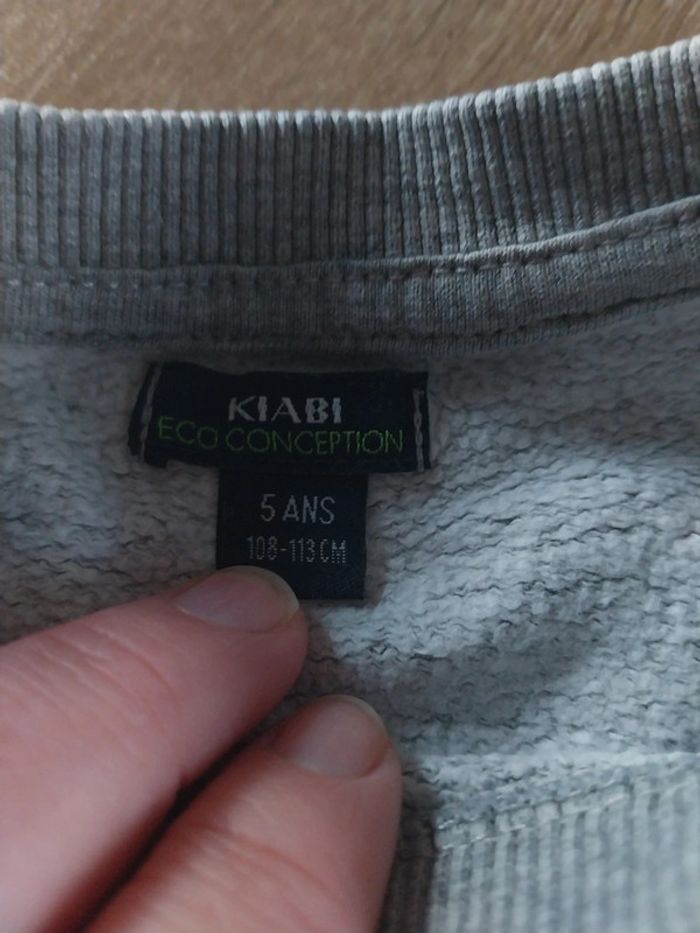 KIABI
ECO CONCEPTION
5 ANS
108-113 CM